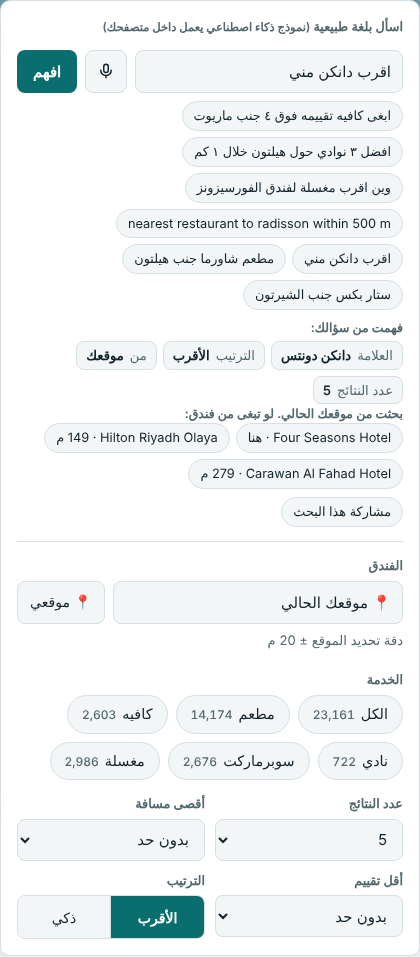 اسأل بلغة طبيعية (نموذج ذكاء اصطناعي يعمل داخل متصفحك)
اقرب دانكن مني
افهم
ابغى كافيه تقييمه فوق ٤ جنب ماريوت
افضل ٣ نوادي حول هيلتون خلال ١ كم
وين اقرب مغسلة لفندق الفورسيزونز
nearest restaurant to radisson within 500 m
اقرب دانكن مني مطعم شاورما جنب هيلتون
ستار بكس جنب الشيرتون
فهمت من سؤالك:
العلامة دانكن دونتس الترتيب الأقرب من موقعك
عدد النتائج 5
بحثت من موقعك الحالي. لو تبغى من فندق:
Four Seasons Hotel · هنا Hilton Riyadh Olaya · 149 م
Carawan Al Fahad Hotel · 279 م
مشاركة هذا البحث
الفندق
📍 موقعك الحالي 📍 موقعي
دقة تحديد الموقع ± 20 م
الخدمة
الكل 23,161 مطعم 14,174 كافيه 2,603
نادي 722 سوبرماركت 2,676 مغسلة 2,986
عدد النتائج أقصى مسافة
5 بدون حد
أقل تقييم الترتيب
بدون حد الأقرب ذكي